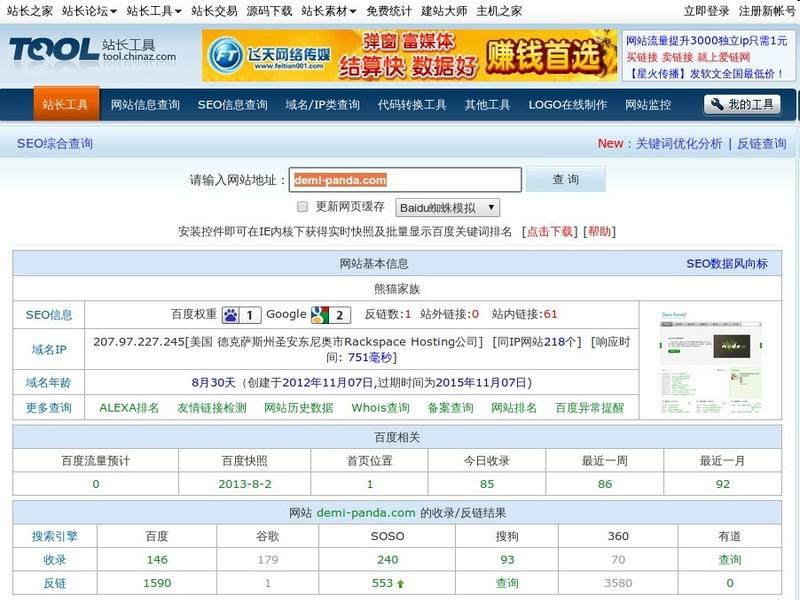 站长之家 站长论坛 站长工具 站长交易 源码下载 站长素材 免费统计 建站大师 主机之家 立即登录 注册新帐号
TOOL 站长工具
tool.chinaz.com
FT 飞天网络传媒
www.feitian001.com
弹窗 富媒体
结算快 数据好
赚钱首选
网站流量提升3000独立ip只需1元
买链接 卖链接 就上爱链网
【星火传播】发软文全国最低价！
站长工具 网站信息查询 SEO信息查询 域名/IP类查询 代码转换工具 其他工具 LOGO在线制作 网站监控 我的工具
SEO综合查询 New：关键词优化分析 | 反链查询
请输入网站地址： demi-panda.com 查 询
更新网页缓存 Baidu蜘蛛模拟
安装控件即可在IE内核下获得实时快照及批量显示百度关键词排名 [点击下载] [帮助]
网站基本信息 SEO数据风向标
熊猫家族
SEO信息 百度权重 1 Google 2 反链数:1 站外链接:0 站内链接:61
域名IP 207.97.227.245[美国 德克萨斯州圣安东尼奥市Rackspace Hosting公司] [同IP网站218个] [响应时
间: 751毫秒]
域名年龄 8月30天（创建于2012年11月07日,过期时间为2015年11月07日)
更多查询 ALEXA排名 友情链接检测 网站历史数据 Whois查询 备案查询 网站排名 百度异常提醒
Demi Panda
node
百度相关
百度流量预计 百度快照 首页位置 今日收录 最近一周 最近一月
0 2013-8-2 1 85 86 92
网站 demi-panda.com 的收录/反链结果
搜索引擎 百度 谷歌 SOSO 搜狗 360 有道
收录 146 179 240 93 70 查询
反链 1590 1 553 查询 3580 0